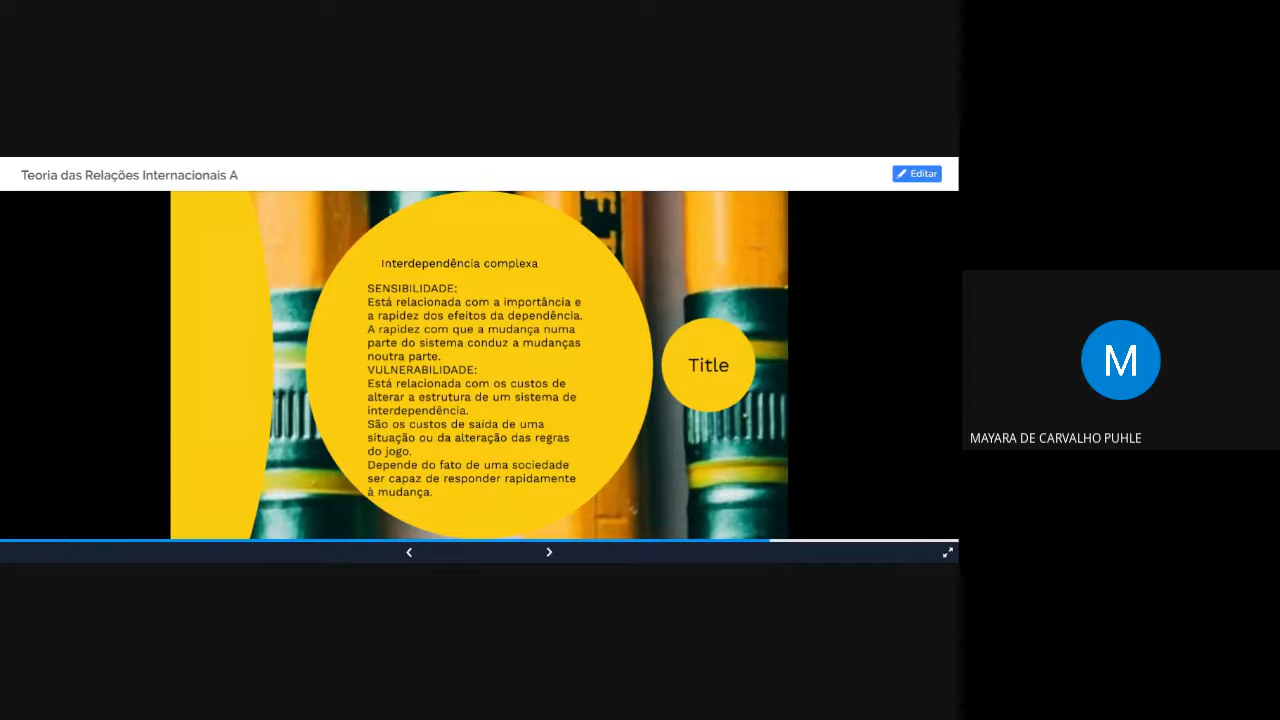 Teoria das Relações Internacionais A
Editar
Interdependência complexa
SENSIBILIDADE:
Está relacionada com a importância e
a rapidez dos efeitos da dependência.
A rapidez com que a mudança numa
parte do sistema conduz a mudanças
noutra parte.
VULNERABILIDADE:
Está relacionada com os custos de
alterar a estrutura de um sistema de
interdependência.
São os custos de saída de uma
situação ou da alteração das regras
do jogo.
Depende do fato de uma sociedade
ser capaz de responder rapidamente
à mudança.
Title
M
MAYARA DE CARVALHO PUHLE